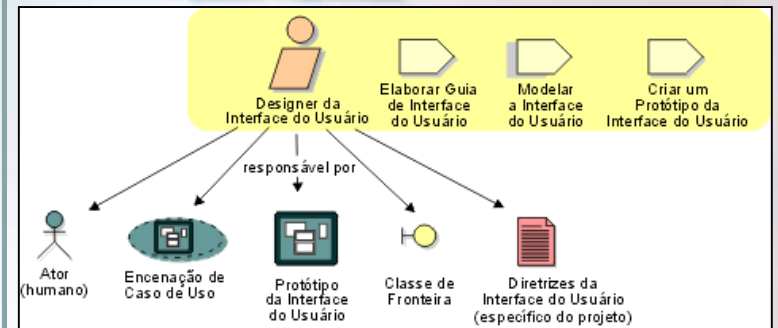 Designer da
Interface do Usuário
Elaborar Guia
de Interface
do Usuário
Modelar
a Interface
do Usuário
Criar um
Protótipo da
Interface do Usuário
responsável por
Ator
(humano)
Encenação de
Caso de Uso
Protótipo
da Interface
do Usuário
Classe de
Fronteira
Diretrizes da
Interface do Usuário
(específico do projeto)